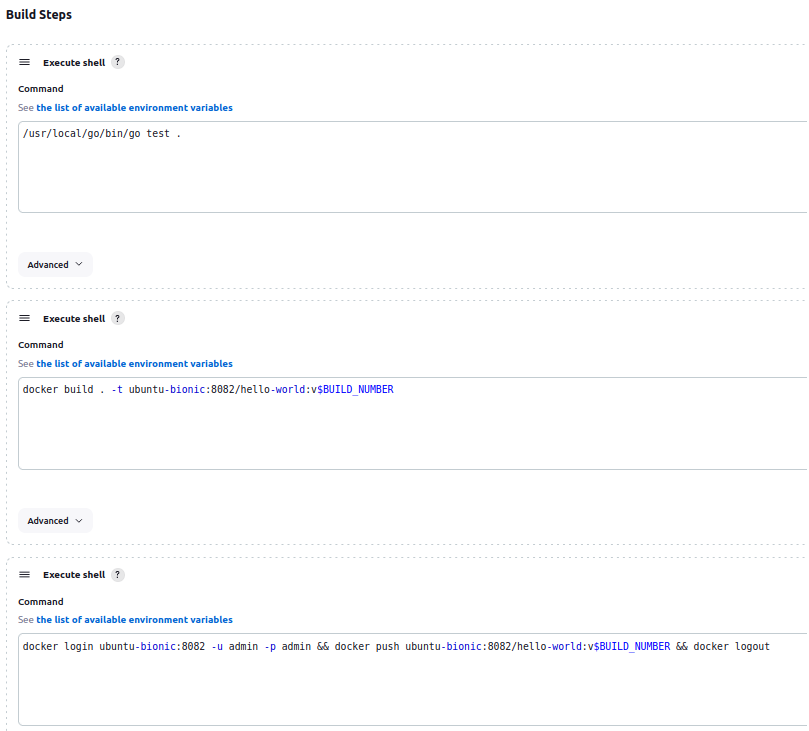 Build Steps
Execute shell ?
Command
See the list of available environment variables
/usr/local/go/bin/go test .
Advanced
Execute shell ?
Command
See the list of available environment variables
docker build . -t ubuntu-bionic:8082/hello-world:v$BUILD_NUMBER
Advanced
Execute shell ?
Command
See the list of available environment variables
docker login ubuntu-bionic:8082 -u admin -p admin && docker push ubuntu-bionic:8082/hello-world:v$BUILD_NUMBER && docker logout